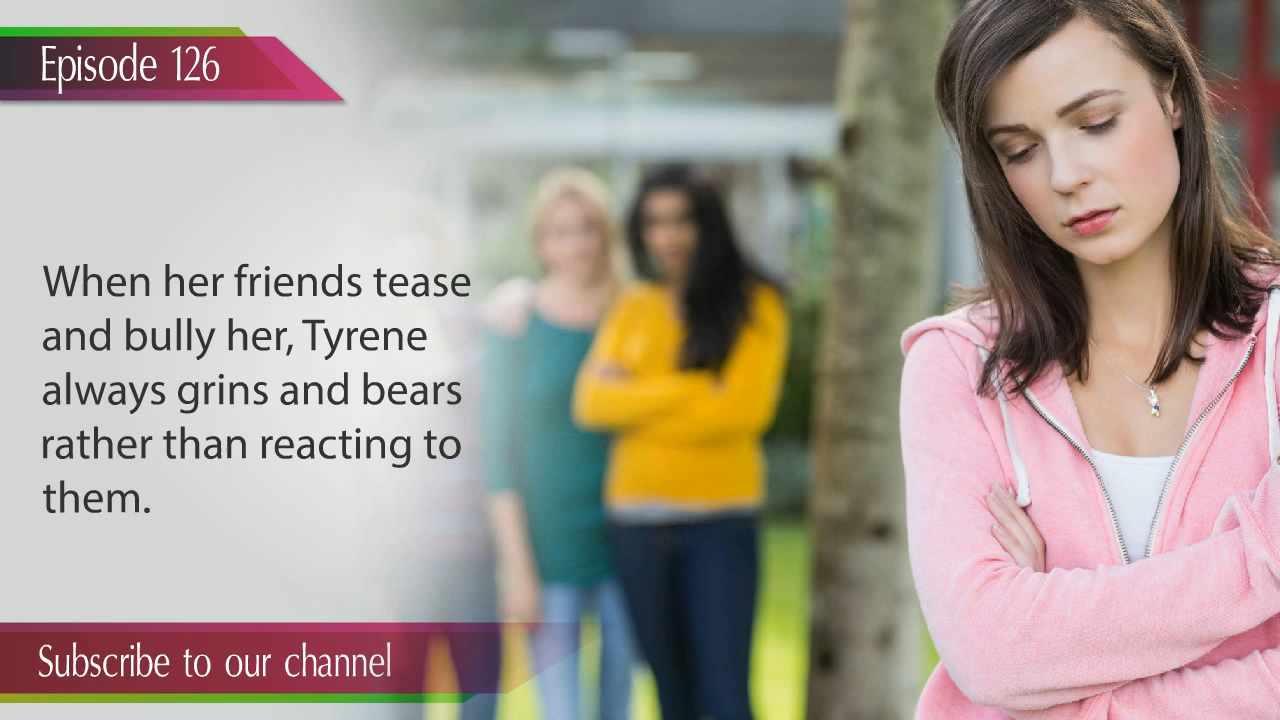 Episode 126
When her friends tease
and bully her, Tyrene
always grins and bears
rather than reacting to
them.
Subscribe to our channel